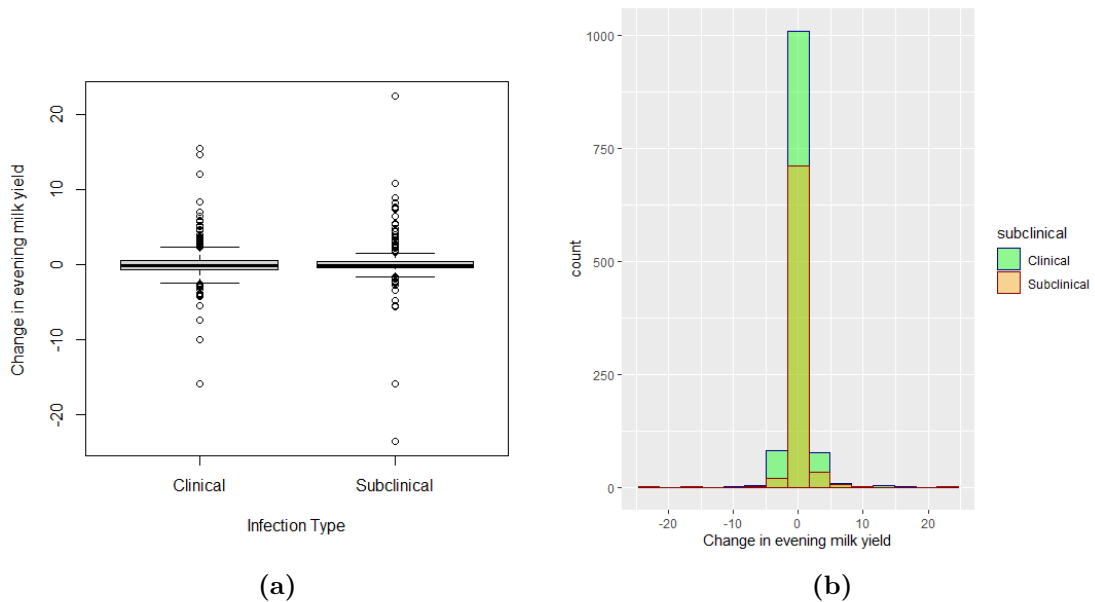 Change in evening milk yield
20
10
0
-10
-20
Clinical
Subclinical
Infection Type
(a)
count
1000
750
500
250
0
-20
-10
0
10
20
Change in evening milk yield
subclinical
Clinical
Subclinical
(b)